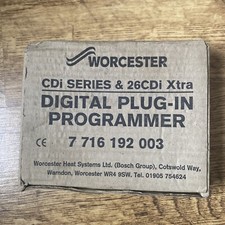 WORCESTER
CDi SERIES & 26CDi Xtra
DIGITAL PLUG-IN
PROGRAMMER
CE 7 716 192 003
Worcester Heat Systems Ltd. (Bosch Group), Cotswold Way,
Warndon, Worcester WR4 9SW. Tel. 01905 754624